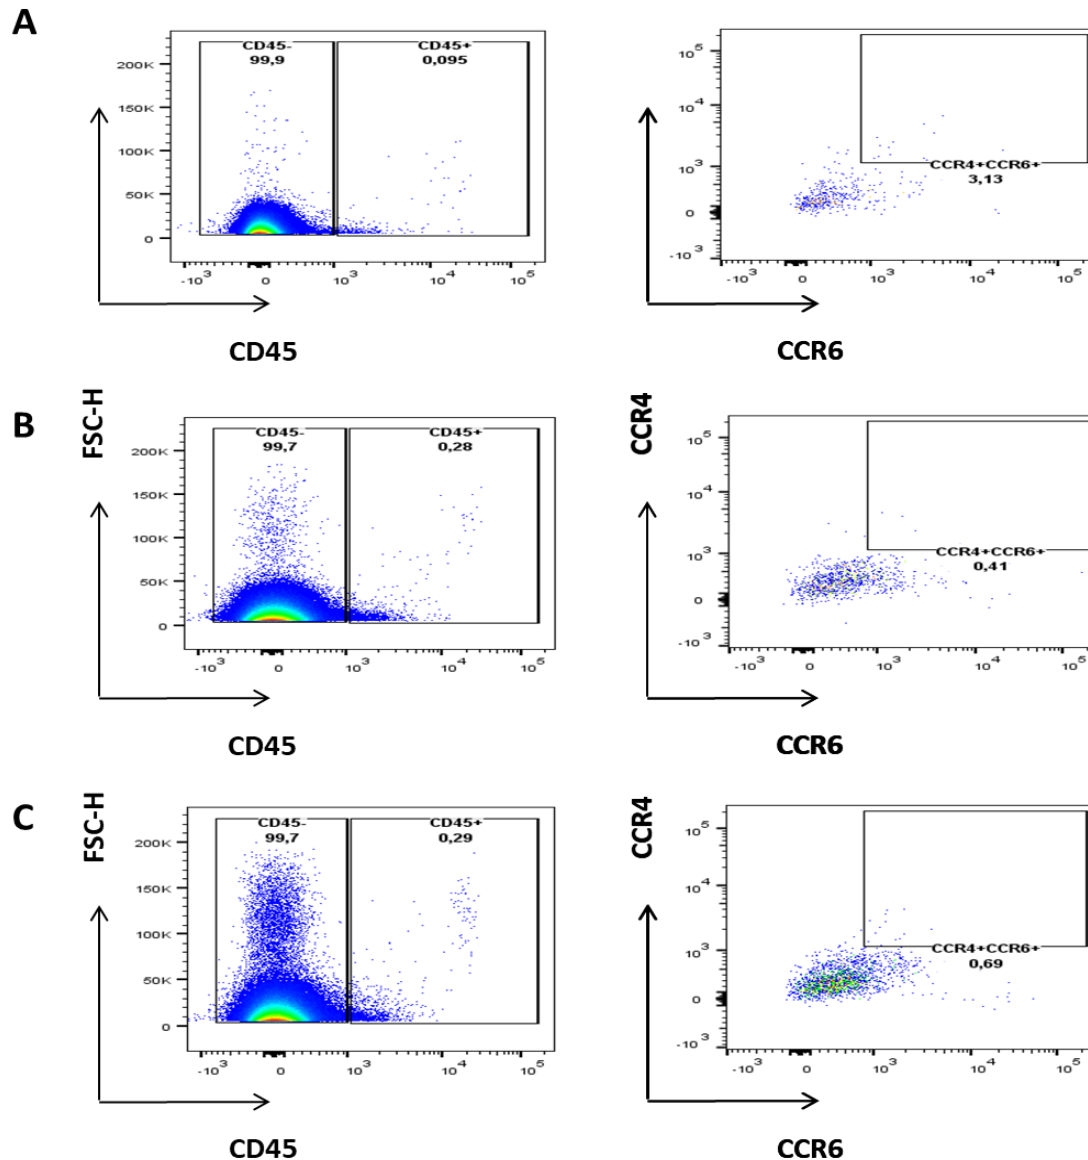 A
CD45-
99,9
CD45+
0,095
200K
150K
100K
50K
0
-10³
0
10³
10⁴
10⁵
CD45
10⁵
10⁴
10³
0
-10³
CCR4+CCR6+
3,13
-10³
0
10³
10⁴
10⁵
CCR6
B
FSC-H
CD45-
99,7
CD45+
0,28
200K
150K
100K
50K
0
-10³
0
10³
10⁴
10⁵
CD45
CCR4
10⁵
10⁴
10³
0
-10³
CCR4+CCR6+
0,41
-10³
0
10³
10⁴
10⁵
CCR6
C
FSC-H
CD45-
99,7
CD45+
0,29
200K
150K
100K
50K
0
-10³
0
10³
10⁴
10⁵
CD45
CCR4
10⁵
10⁴
10³
0
-10³
CCR4+CCR6+
0,69
-10³
0
10³
10⁴
10⁵
CCR6